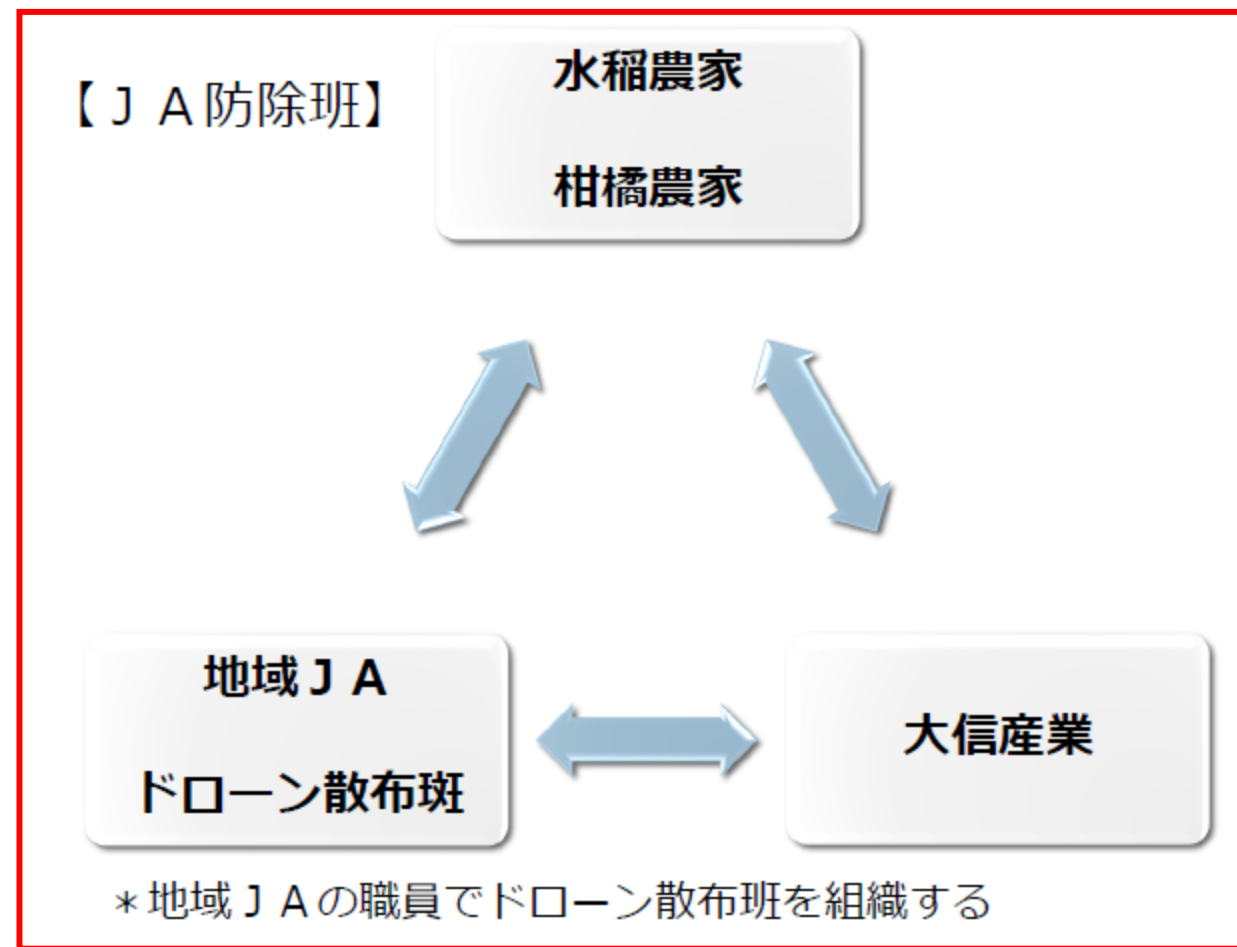 【ＪＡ防除班】
水稲農家
柑橘農家
地域ＪＡ
ドローン散布斑
大信産業
＊地域ＪＡの職員でドローン散布班を組織する